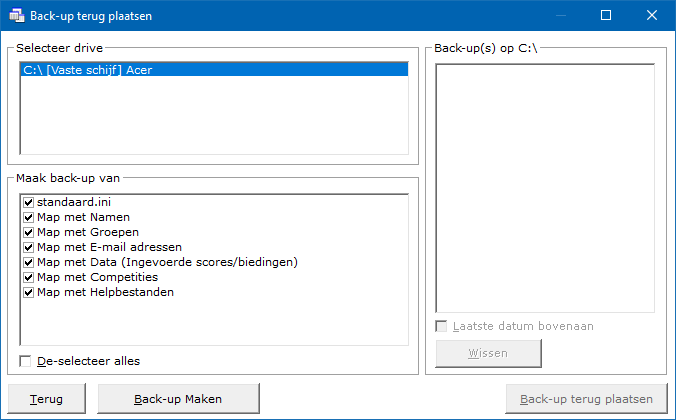 Back-up terug plaatsen
Selecteer drive
C:\ [Vaste schijf] Acer
Maak back-up van
standaard.ini
Map met Namen
Map met Groepen
Map met E-mail adressen
Map met Data (Ingevoerde scores/biedingen)
Map met Competities
Map met Helpbestanden
De-selecteer alles
Back-up(s) op C:\
Laatste datum bovenaan
Wissen
Terug
Back-up Maken
Back-up terug plaatsen